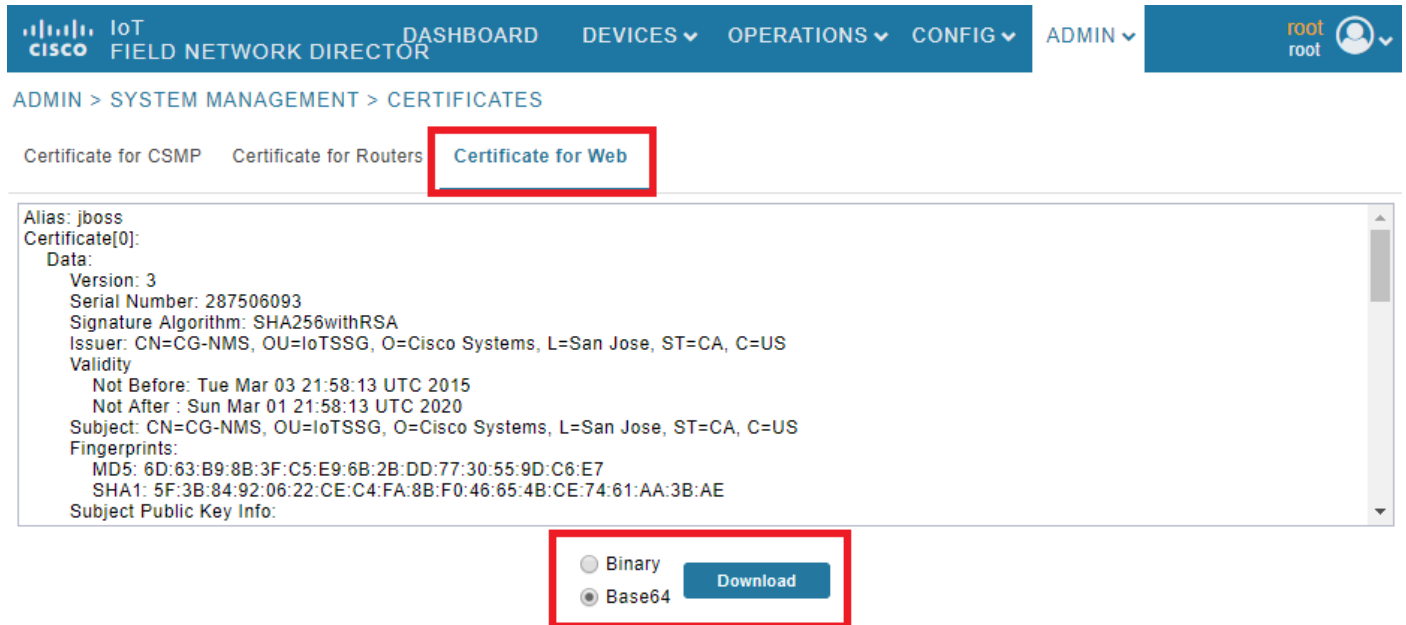 IoT
CISCO FIELD NETWORK DIRECTOR
DASHBOARD DEVICES OPERATIONS CONFIG ADMIN
root
root
ADMIN > SYSTEM MANAGEMENT > CERTIFICATES
Certificate for CSMP Certificate for Routers Certificate for Web
Alias: jboss
Certificate[0]:
Data:
Version: 3
Serial Number: 287506093
Signature Algorithm: SHA256withRSA
Issuer: CN=CG-NMS, OU=IoTSSG, O=Cisco Systems, L=San Jose, ST=CA, C=US
Validity
Not Before: Tue Mar 03 21:58:13 UTC 2015
Not After : Sun Mar 01 21:58:13 UTC 2020
Subject: CN=CG-NMS, OU=IoTSSG, O=Cisco Systems, L=San Jose, ST=CA, C=US
Fingerprints:
MD5: 6D:63:B9:8B:3F:C5:E9:6B:2B:DD:77:30:55:9D:C6:E7
SHA1: 5F:3B:84:92:06:22:CE:C4:FA:8B:F0:46:65:4B:CE:74:61:AA:3B:AE
Subject Public Key Info:
Binary
Base64
Download